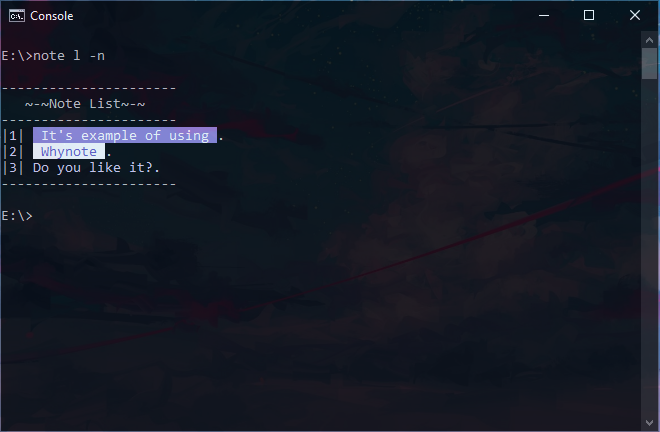 Console
E:\>note l -n
----------------------
~-~Note List~-~
----------------------
|1| It's example of using .
|2| Whynote .
|3| Do you like it?.
----------------------
E:\>